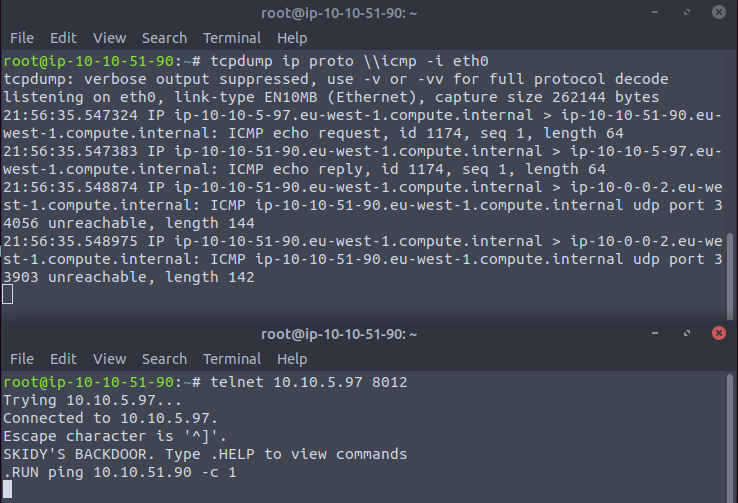 root@ip-10-10-51-90: ~
File Edit View Search Terminal Help
root@ip-10-10-51-90:~# tcpdump ip proto \\icmp -i eth0
tcpdump: verbose output suppressed, use -v or -vv for full protocol decode
listening on eth0, link-type EN10MB (Ethernet), capture size 262144 bytes
21:56:35.547324 IP ip-10-10-5-97.eu-west-1.compute.internal > ip-10-10-51-90.eu-
west-1.compute.internal: ICMP echo request, id 1174, seq 1, length 64
21:56:35.547383 IP ip-10-10-51-90.eu-west-1.compute.internal > ip-10-10-5-97.eu-
west-1.compute.internal: ICMP echo reply, id 1174, seq 1, length 64
21:56:35.548874 IP ip-10-10-51-90.eu-west-1.compute.internal > ip-10-0-0-2.eu-we
st-1.compute.internal: ICMP ip-10-10-51-90.eu-west-1.compute.internal udp port 3
4056 unreachable, length 144
21:56:35.548975 IP ip-10-10-51-90.eu-west-1.compute.internal > ip-10-0-0-2.eu-we
st-1.compute.internal: ICMP ip-10-10-51-90.eu-west-1.compute.internal udp port 3
3903 unreachable, length 142
root@ip-10-10-51-90: ~
File Edit View Search Terminal Help
root@ip-10-10-51-90:~# telnet 10.10.5.97 8012
Trying 10.10.5.97...
Connected to 10.10.5.97.
Escape character is '^]'.
SKIDY'S BACKDOOR. Type .HELP to view commands
.RUN ping 10.10.51.90 -c 1